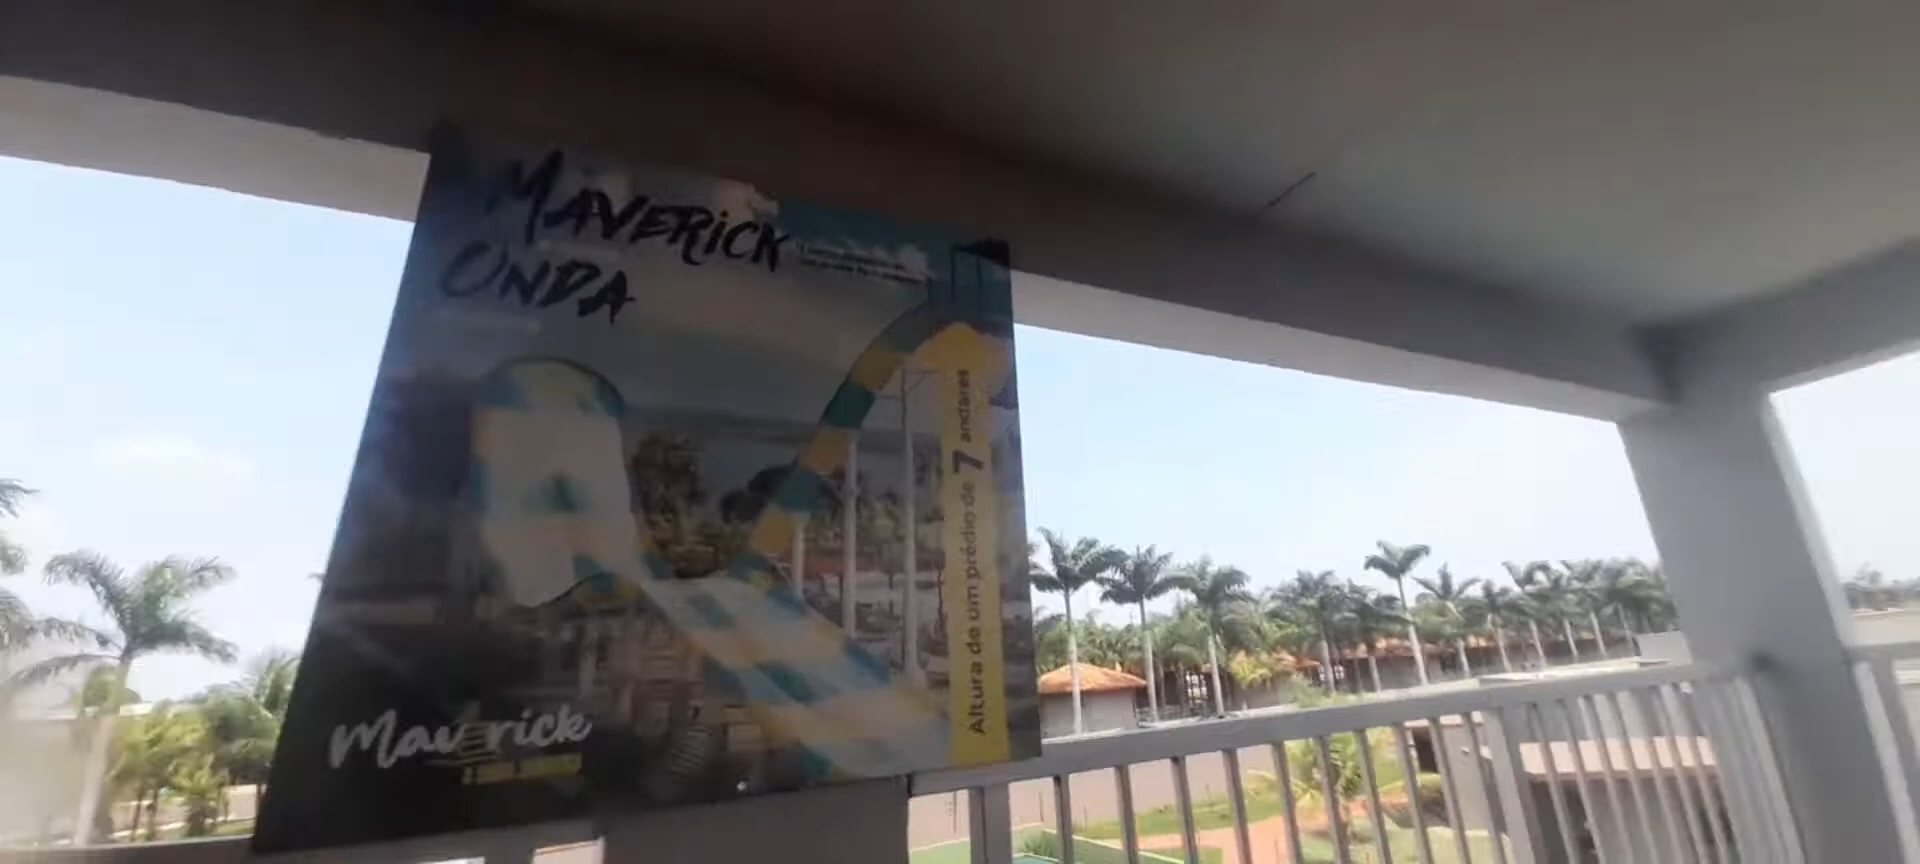 MAVERICK
ONDA
Altura de um prédio de 7 andares
Maverick